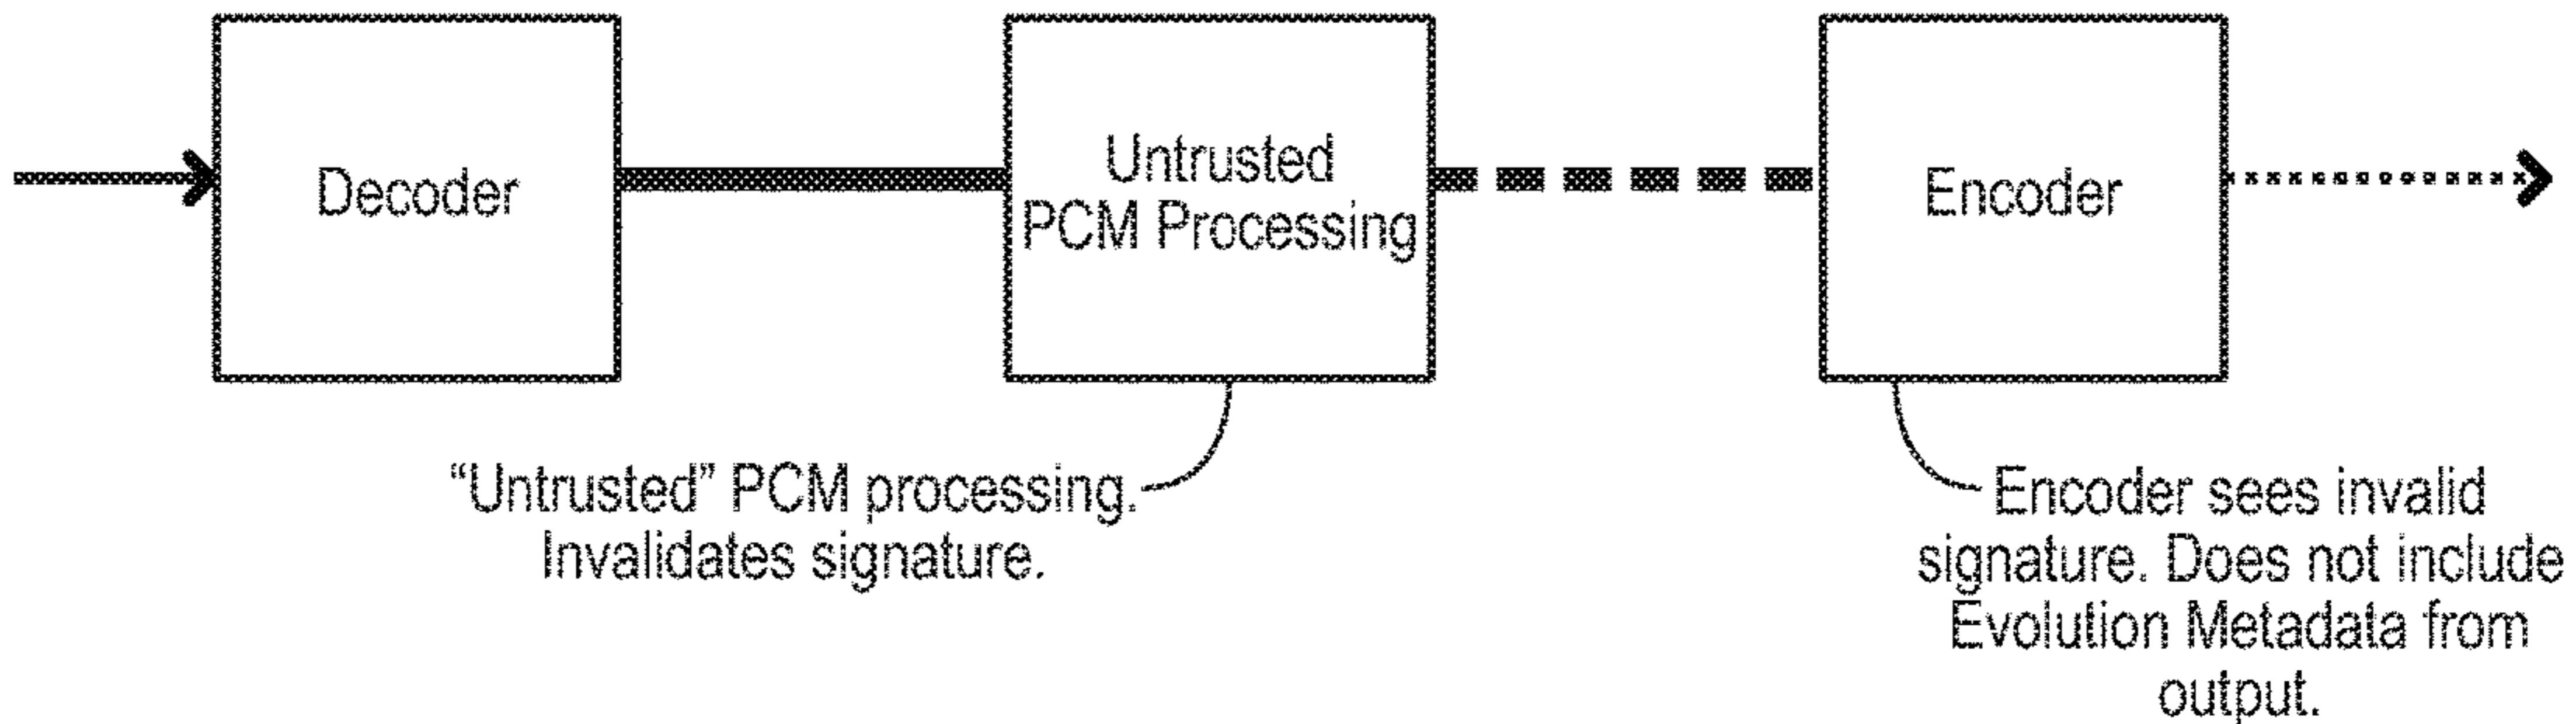 Decoder
Untrusted
PCM Processing
Encoder
“Untrusted” PCM processing.
Invalidates signature.
Encoder sees invalid
signature. Does not include
Evolution Metadata from
output.